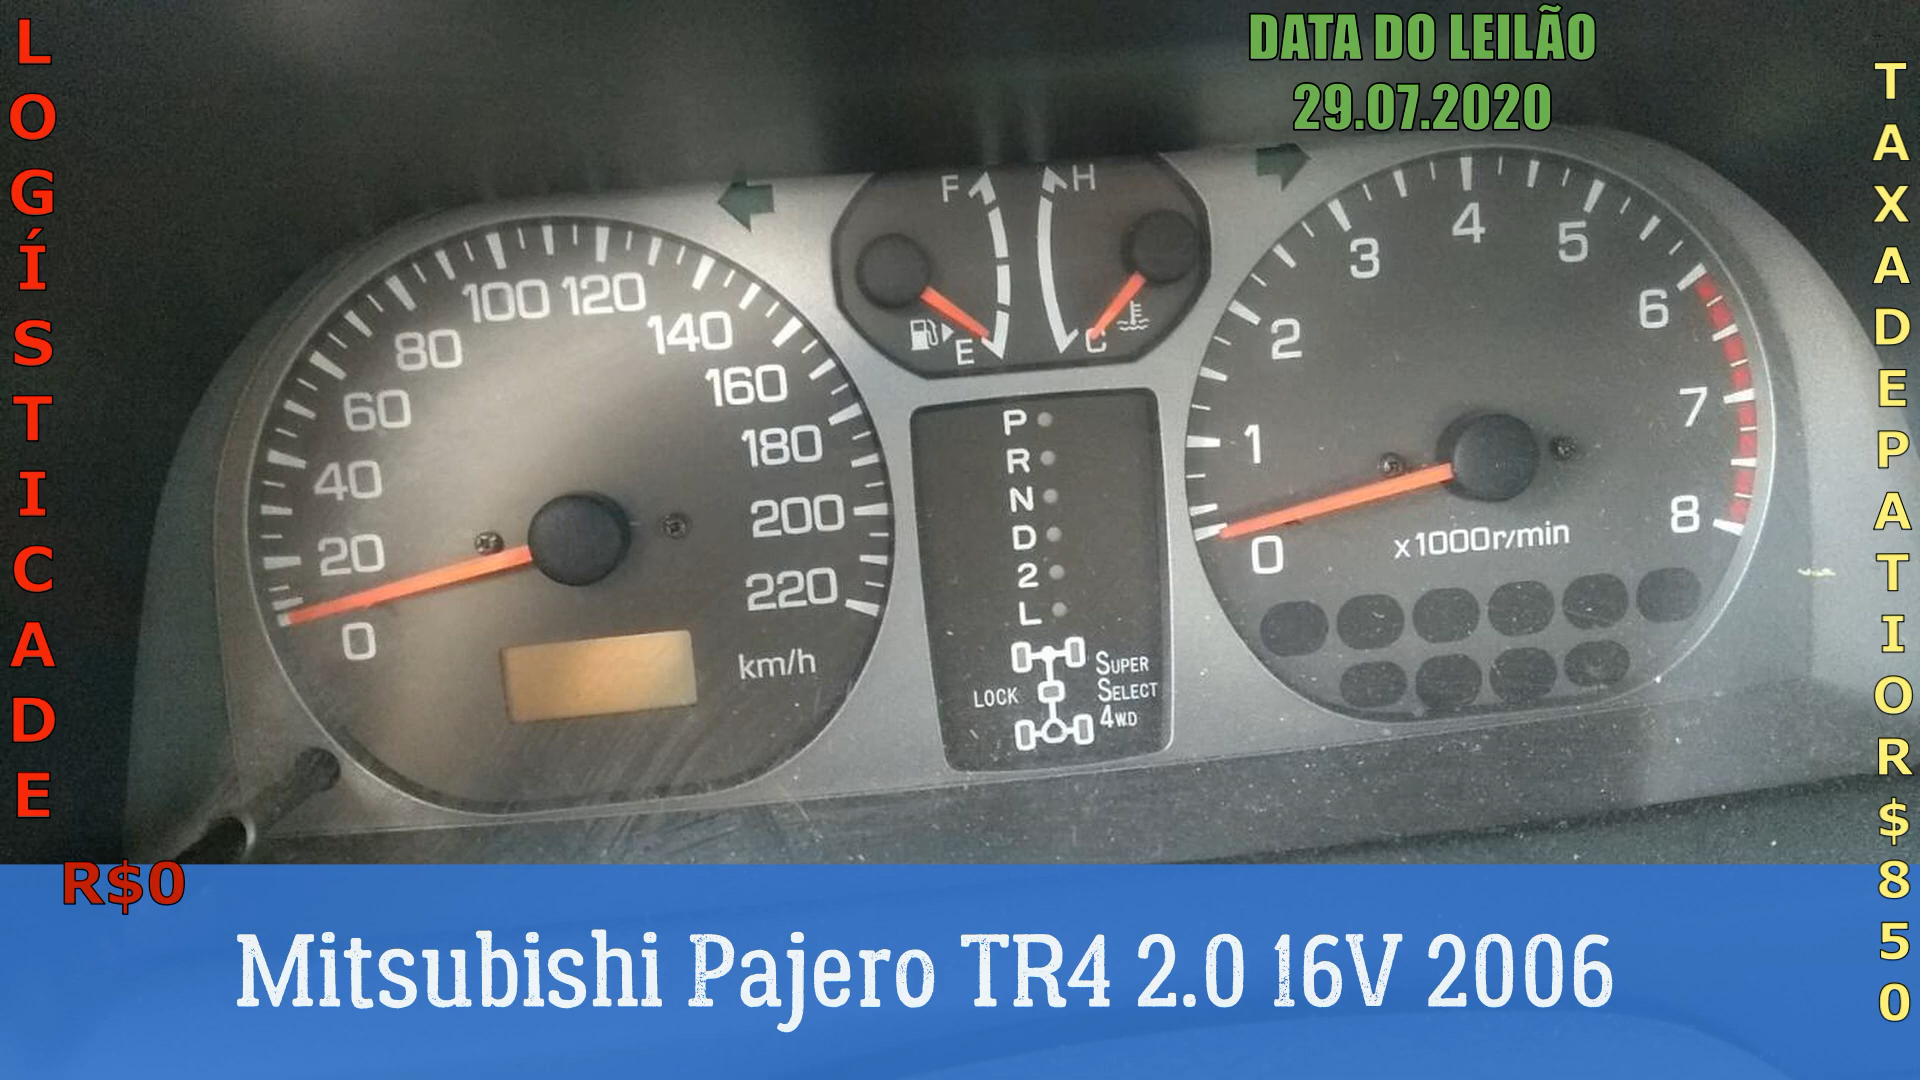 LOGÍSTICA DE
R$0
DATA DO LEILÃO
29.07.2020
TAXA DE PATIO R$850
0
20
40
60
80
100
120
140
160
180
200
220
km/h
F
E
H
C
P
R
N
D
2
L
LOCK
SUPER
SELECT
4WD
0
1
2
3
4
5
6
7
8
x1000r/min
Mitsubishi Pajero TR4 2.0 16V 2006